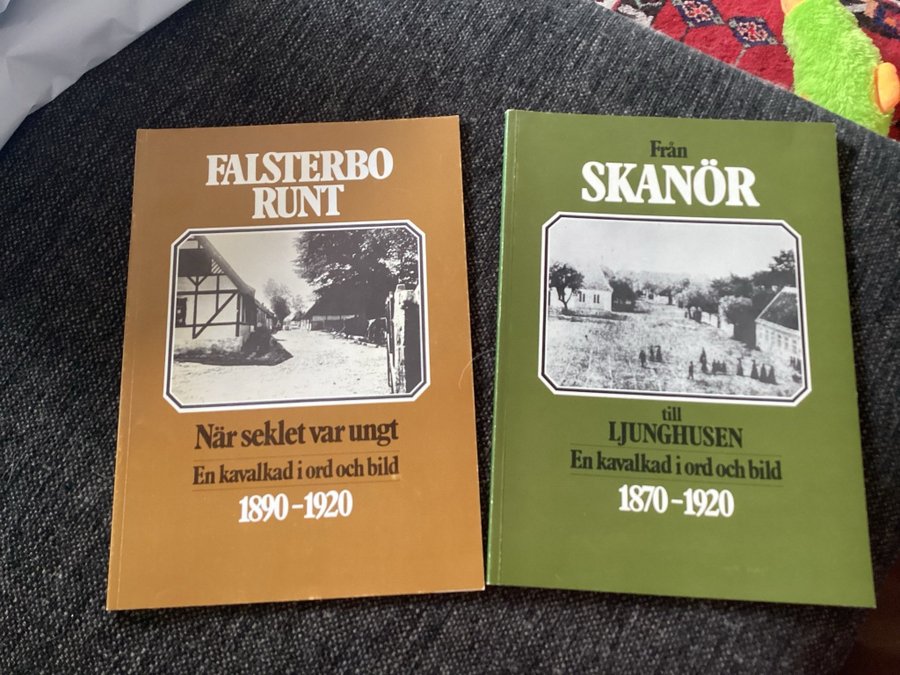 FALSTERBO
RUNT
När seklet var ungt
En kavalkad i ord och bild
1890-1920
Från
SKANÖR
till
LJUNGHUSEN
En kavalkad i ord och bild
1870-1920